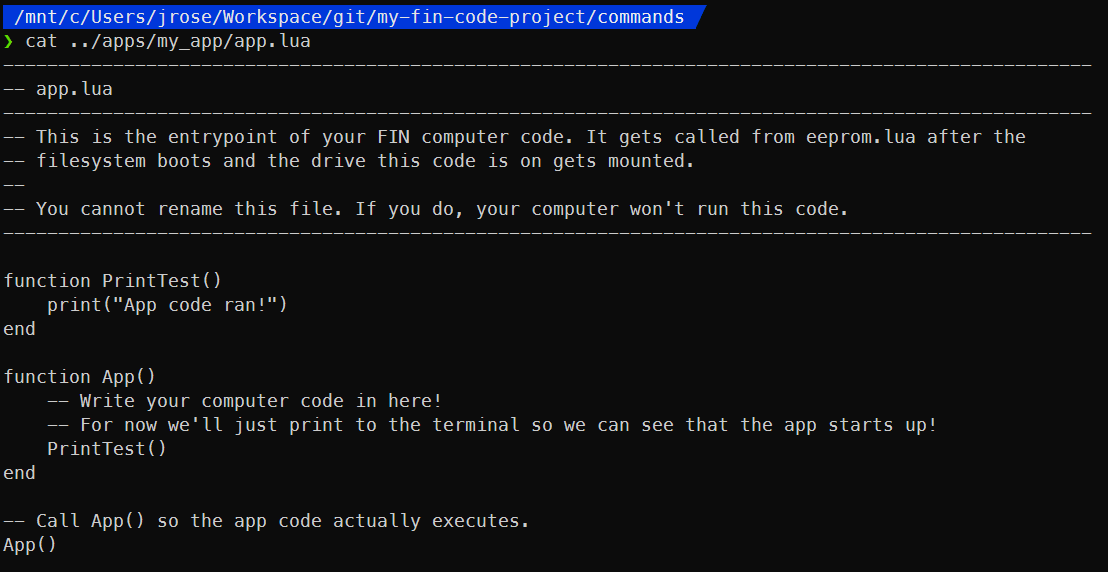 /mnt/c/Users/jrose/Workspace/git/my-fin-code-project/commands
❯ cat ../apps/my_app/app.lua
---------------------------------------------------------------------------------------------------
-- app.lua
---------------------------------------------------------------------------------------------------
-- This is the entrypoint of your FIN computer code. It gets called from eeprom.lua after the
-- filesystem boots and the drive this code is on gets mounted.
--
-- You cannot rename this file. If you do, your computer won't run this code.
---------------------------------------------------------------------------------------------------

function PrintTest()
    print("App code ran!")
end

function App()
    -- Write your computer code in here!
    -- For now we'll just print to the terminal so we can see that the app starts up!
    PrintTest()
end

-- Call App() so the app code actually executes.
App()